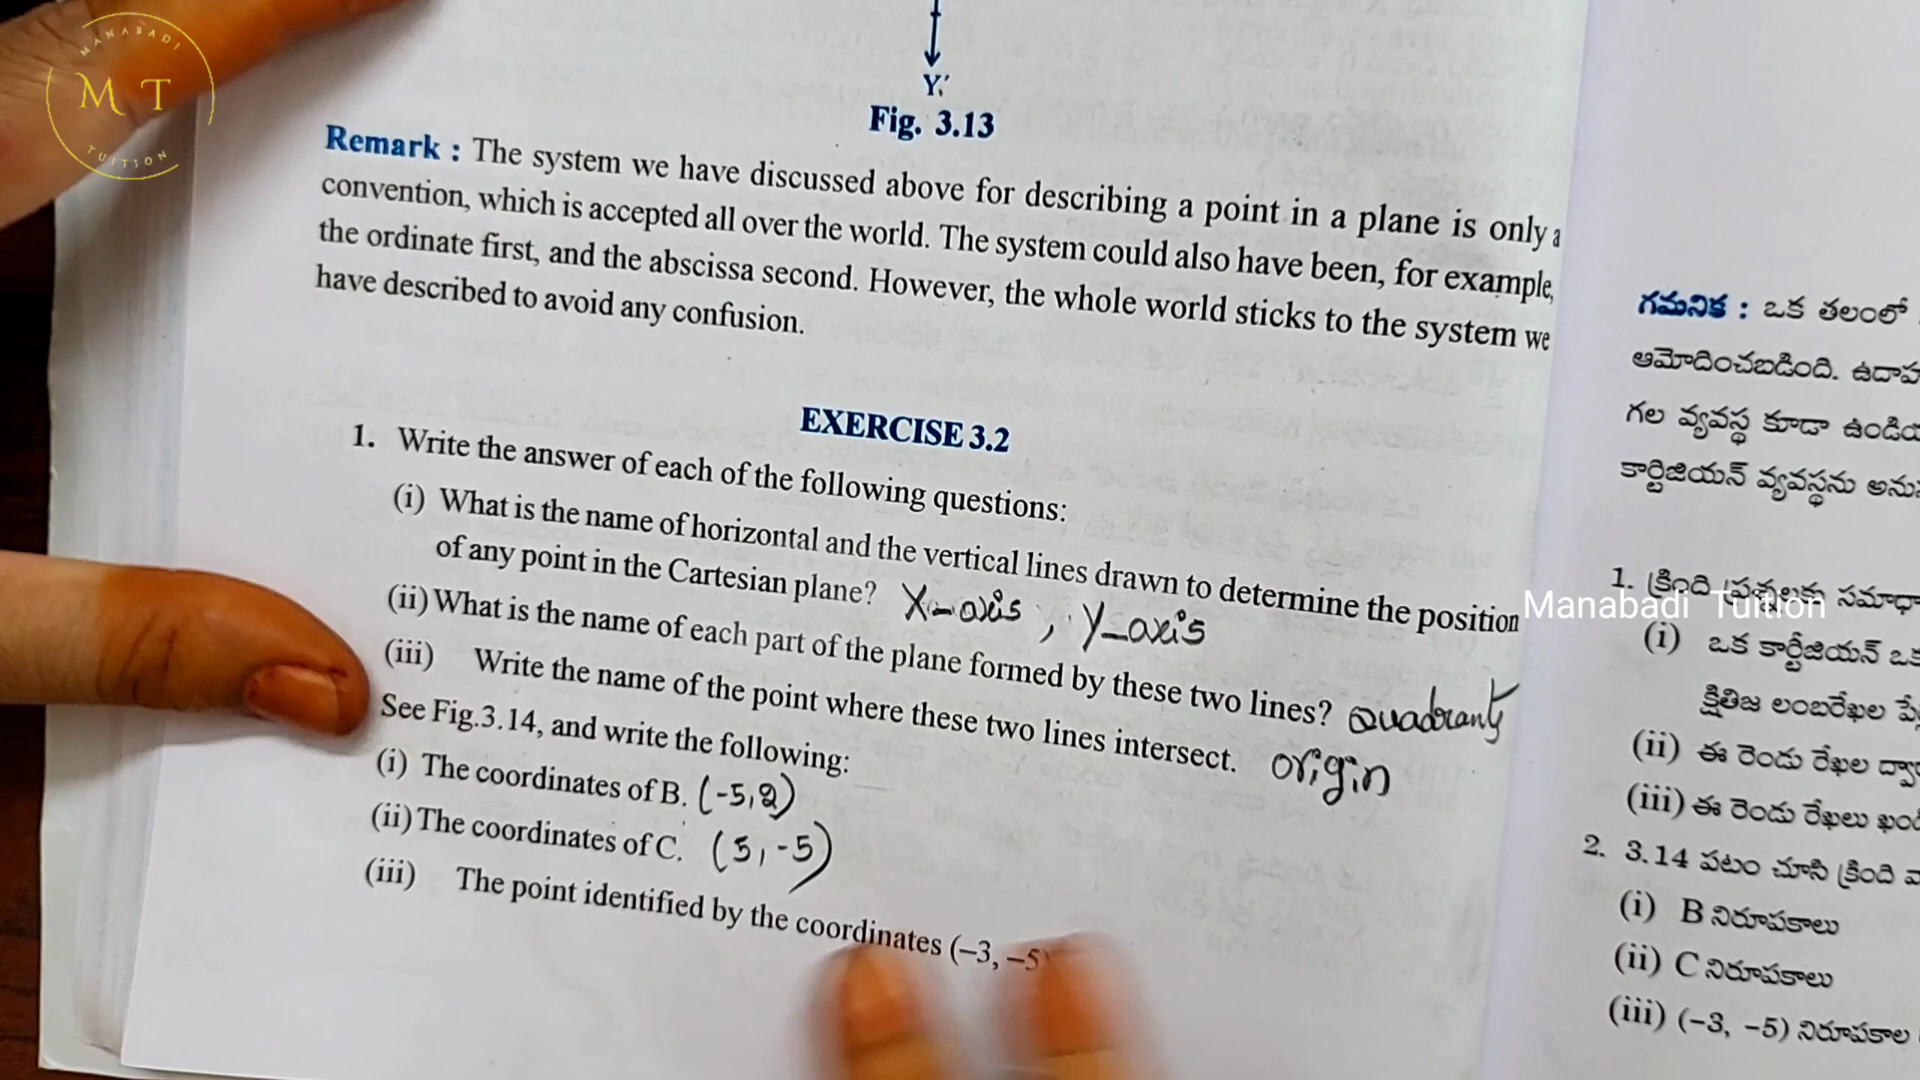 MANABADI
M T
TUITION
Y'
Fig. 3.13
Remark : The system we have discussed above for describing a point in a plane is only a
convention, which is accepted all over the world. The system could also have been, for example,
the ordinate first, and the abscissa second. However, the whole world sticks to the system we
have described to avoid any confusion.
EXERCISE 3.2
1. Write the answer of each of the following questions:
(i) What is the name of horizontal and the vertical lines drawn to determine the position
of any point in the Cartesian plane? X-axis, Y-axis
(ii) What is the name of each part of the plane formed by these two lines? Quadrants
(iii) Write the name of the point where these two lines intersect. origin
See Fig.3.14, and write the following:
(i) The coordinates of B. (-5,2)
(ii) The coordinates of C. (5,-5)
(iii) The point identified by the coordinates (–3, –5)
గమనిక : ఒక తలంలో
ఆమోదించబడింది.
గల వ్యవస్థ కూడా
కార్టీజియన్ వ్యవస్థను
Manabadi Tuition
1. క్రింది
(i) ఒక కార్టీజియన్
క్షితిజ లంబరేఖల
(ii) ఈ రెండు రేఖల
(iii) ఈ రెండు రేఖలు
2. 3.14 పటం చూసి క్రింది
(i) B నిరూపకాలు
(ii) C నిరూపకాలు
(iii) (–3, –5) నిరూపకాల